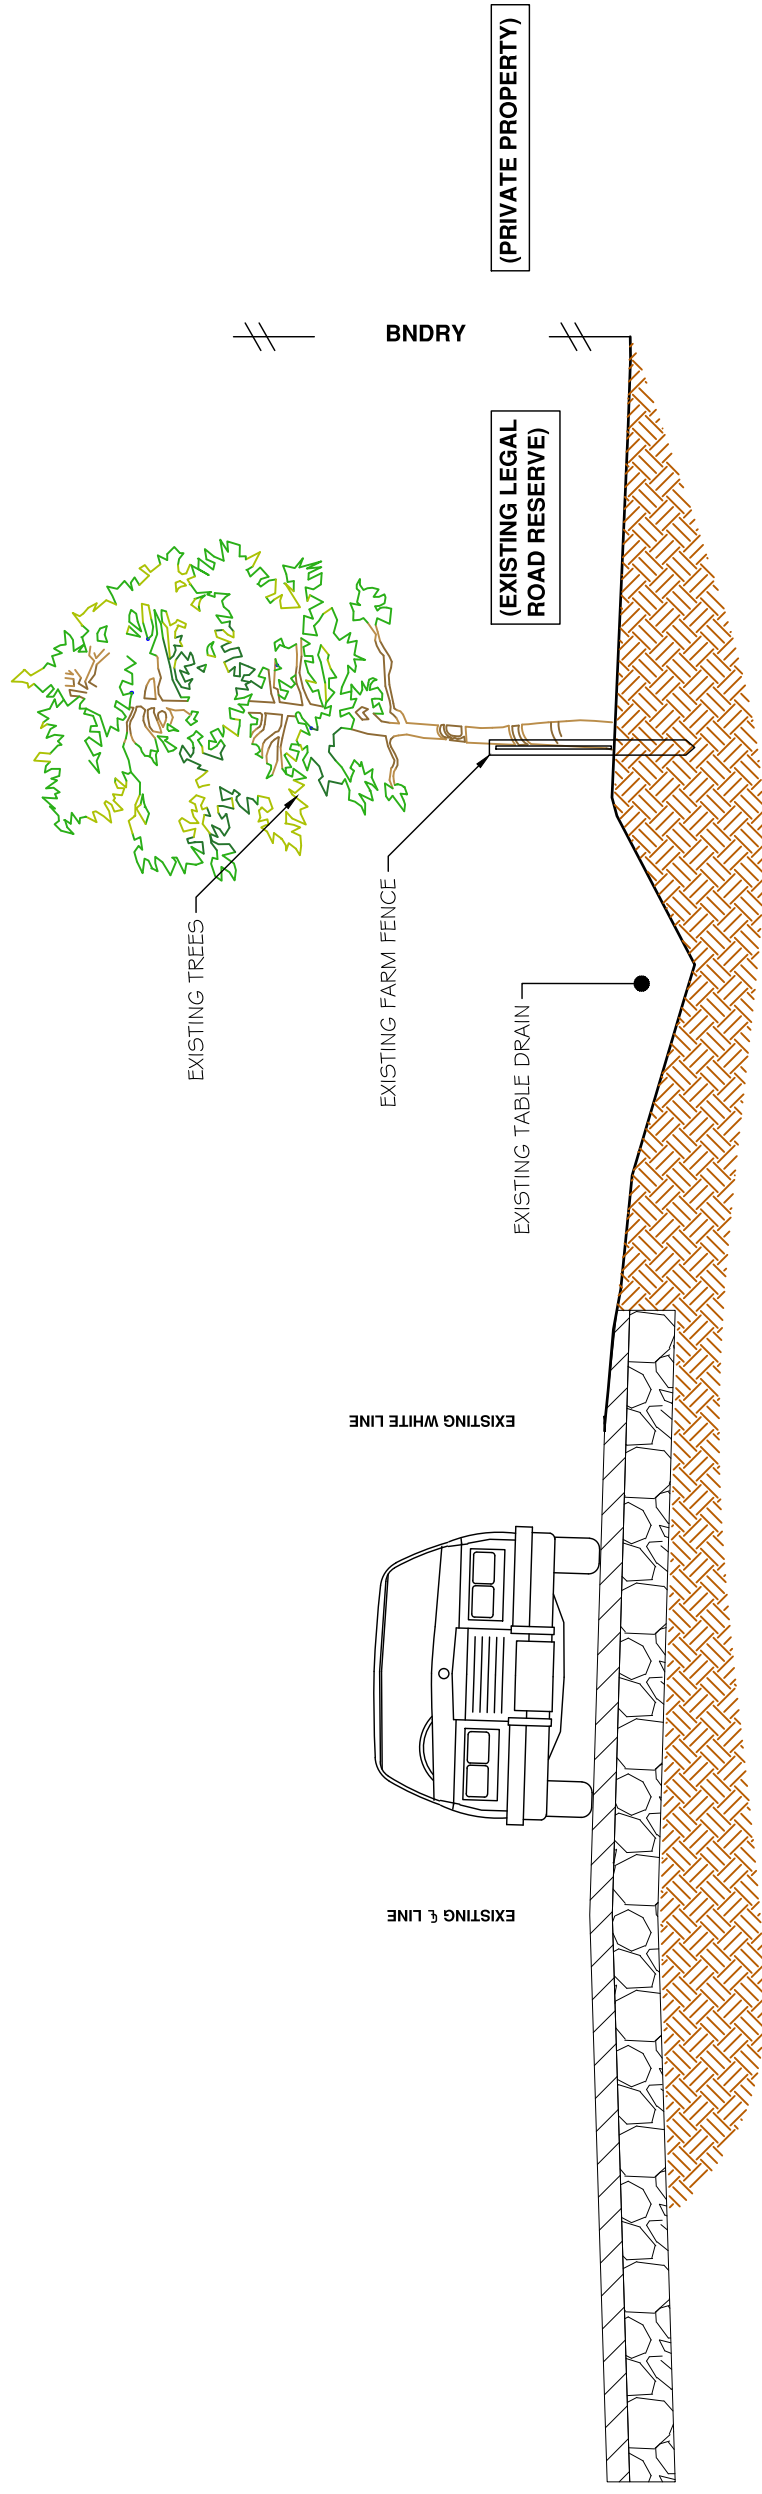 (PRIVATE PROPERTY)
BNDRY
(EXISTING LEGAL
ROAD RESERVE)
EXISTING TREES
EXISTING FARM FENCE
EXISTING TABLE DRAIN
EXISTING WHITE LINE
EXISTING ℄ LINE